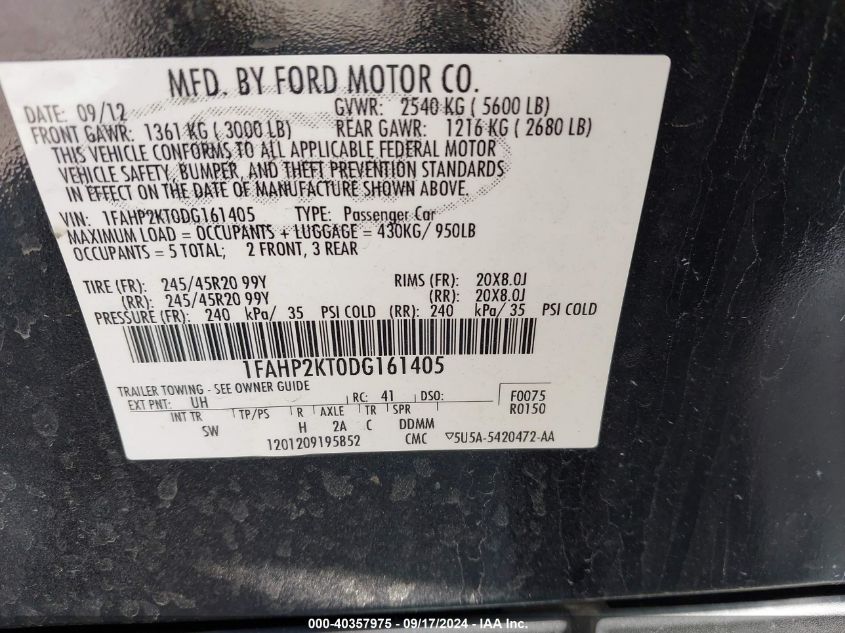 MFD. BY FORD MOTOR CO.
DATE: 09/12 GVWR: 2540 KG ( 5600 LB)
FRONT GAWR: 1361 KG ( 3000 LB) REAR GAWR: 1216 KG ( 2680 LB)
THIS VEHICLE CONFORMS TO ALL APPLICABLE FEDERAL MOTOR
VEHICLE SAFETY, BUMPER, AND THEFT PREVENTION STANDARDS
IN EFFECT ON THE DATE OF MANUFACTURE SHOWN ABOVE.
VIN: 1FAHP2KT0DG161405 TYPE: Passenger Car
MAXIMUM LOAD = OCCUPANTS + LUGGAGE = 430KG/ 950LB
OCCUPANTS = 5 TOTAL; 2 FRONT, 3 REAR
TIRE (FR): 245/45R20 99Y RIMS (FR): 20X8.0J
(RR): 245/45R20 99Y (RR): 20X8.0J
PRESSURE (FR): 240 kPa/ 35 PSI COLD (RR): 240 kPa/ 35 PSI COLD
1FAHP2KT0DG161405
TRAILER TOWING - SEE OWNER GUIDE
EXT PNT: UH RC: 41 DSO: F0075
INT TR TP/PS R AXLE TR SPR R0150
SW H 2A C DDMM
1201209195852 CMC ▽5U5A-5420472-AA
000-40357975 - 09/17/2024 - IAA Inc.